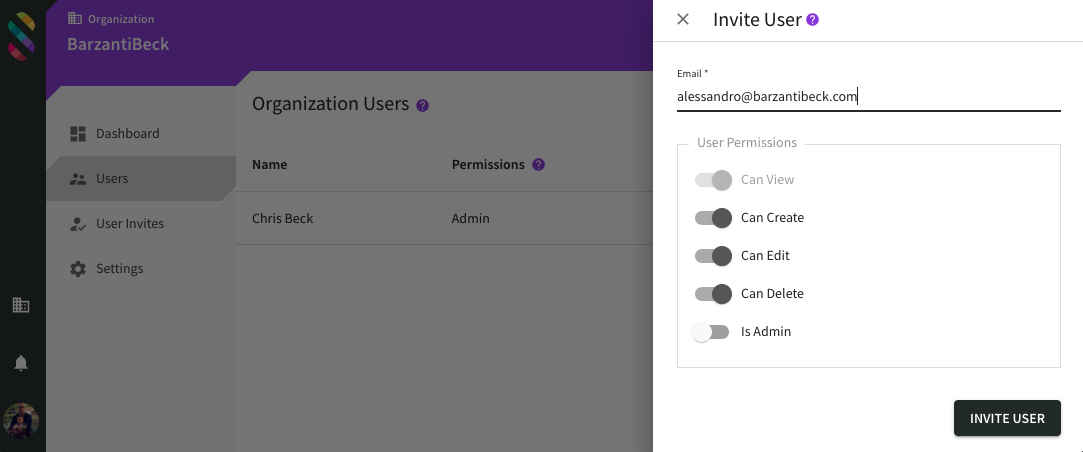 Organization
BarzantiBeck
Dashboard
Users
User Invites
Settings
Organization Users ?
Name Permissions ?
Chris Beck Admin
Invite User ?
Email *
alessandro@barzantibeck.com
User Permissions
Can View
Can Create
Can Edit
Can Delete
Is Admin
INVITE USER